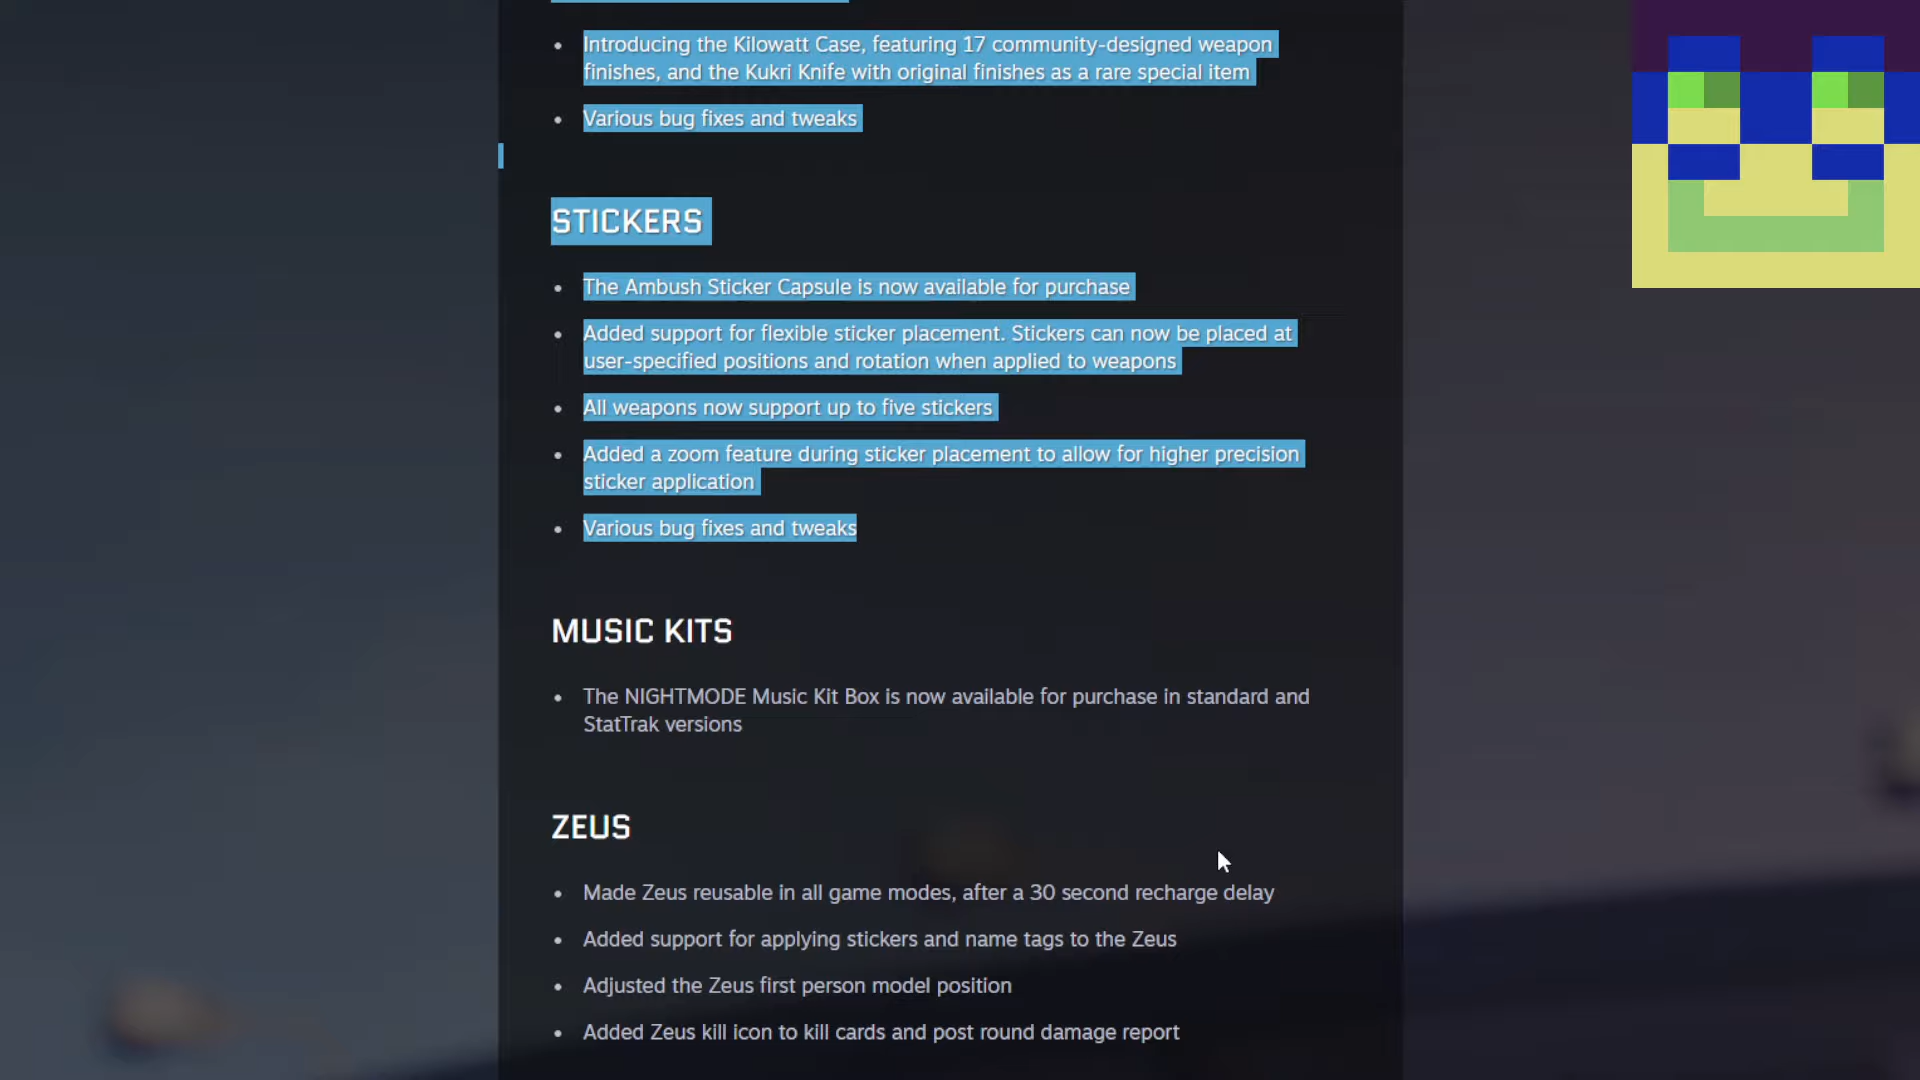 Introducing the Kilowatt Case, featuring 17 community-designed weapon
finishes, and the Kukri Knife with original finishes as a rare special item
Various bug fixes and tweaks
STICKERS
The Ambush Sticker Capsule is now available for purchase
Added support for flexible sticker placement. Stickers can now be placed at
user-specified positions and rotation when applied to weapons
All weapons now support up to five stickers
Added a zoom feature during sticker placement to allow for higher precision
sticker application
Various bug fixes and tweaks
MUSIC KITS
The NIGHTMODE Music Kit Box is now available for purchase in standard and
StatTrak versions
ZEUS
Made Zeus reusable in all game modes, after a 30 second recharge delay
Added support for applying stickers and name tags to the Zeus
Adjusted the Zeus first person model position
Added Zeus kill icon to kill cards and post round damage report